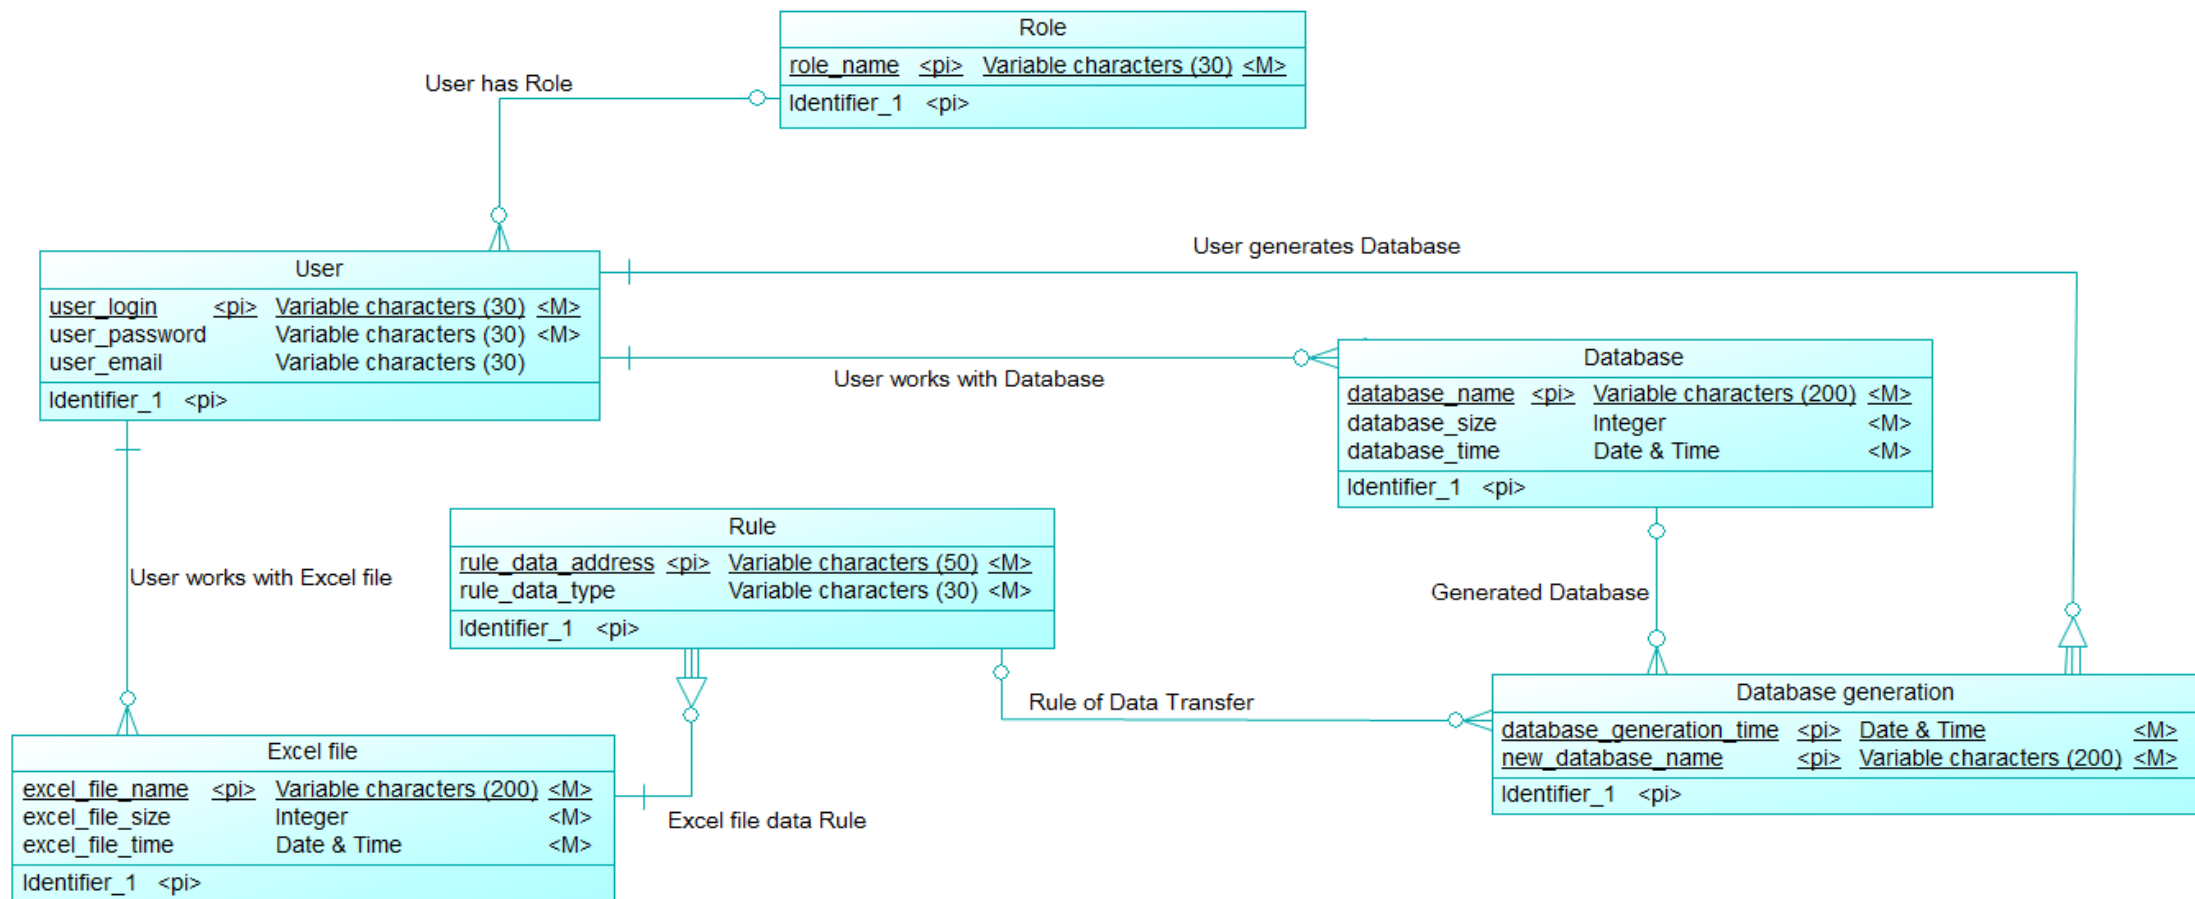 Role
role_name <pi> Variable characters (30) <M>
Identifier_1 <pi>
User has Role
User generates Database
User
user_login <pi> Variable characters (30) <M>
user_password Variable characters (30) <M>
user_email Variable characters (30)
Identifier_1 <pi>
User works with Database
Database
database_name <pi> Variable characters (200) <M>
database_size Integer <M>
database_time Date & Time <M>
Identifier_1 <pi>
Rule
rule_data_address <pi> Variable characters (50) <M>
rule_data_type Variable characters (30) <M>
Identifier_1 <pi>
User works with Excel file
Generated Database
Rule of Data Transfer
Database generation
database_generation_time <pi> Date & Time <M>
new_database_name <pi> Variable characters (200) <M>
Identifier_1 <pi>
Excel file
excel_file_name <pi> Variable characters (200) <M>
excel_file_size Integer <M>
excel_file_time Date & Time <M>
Identifier_1 <pi>
Excel file data Rule